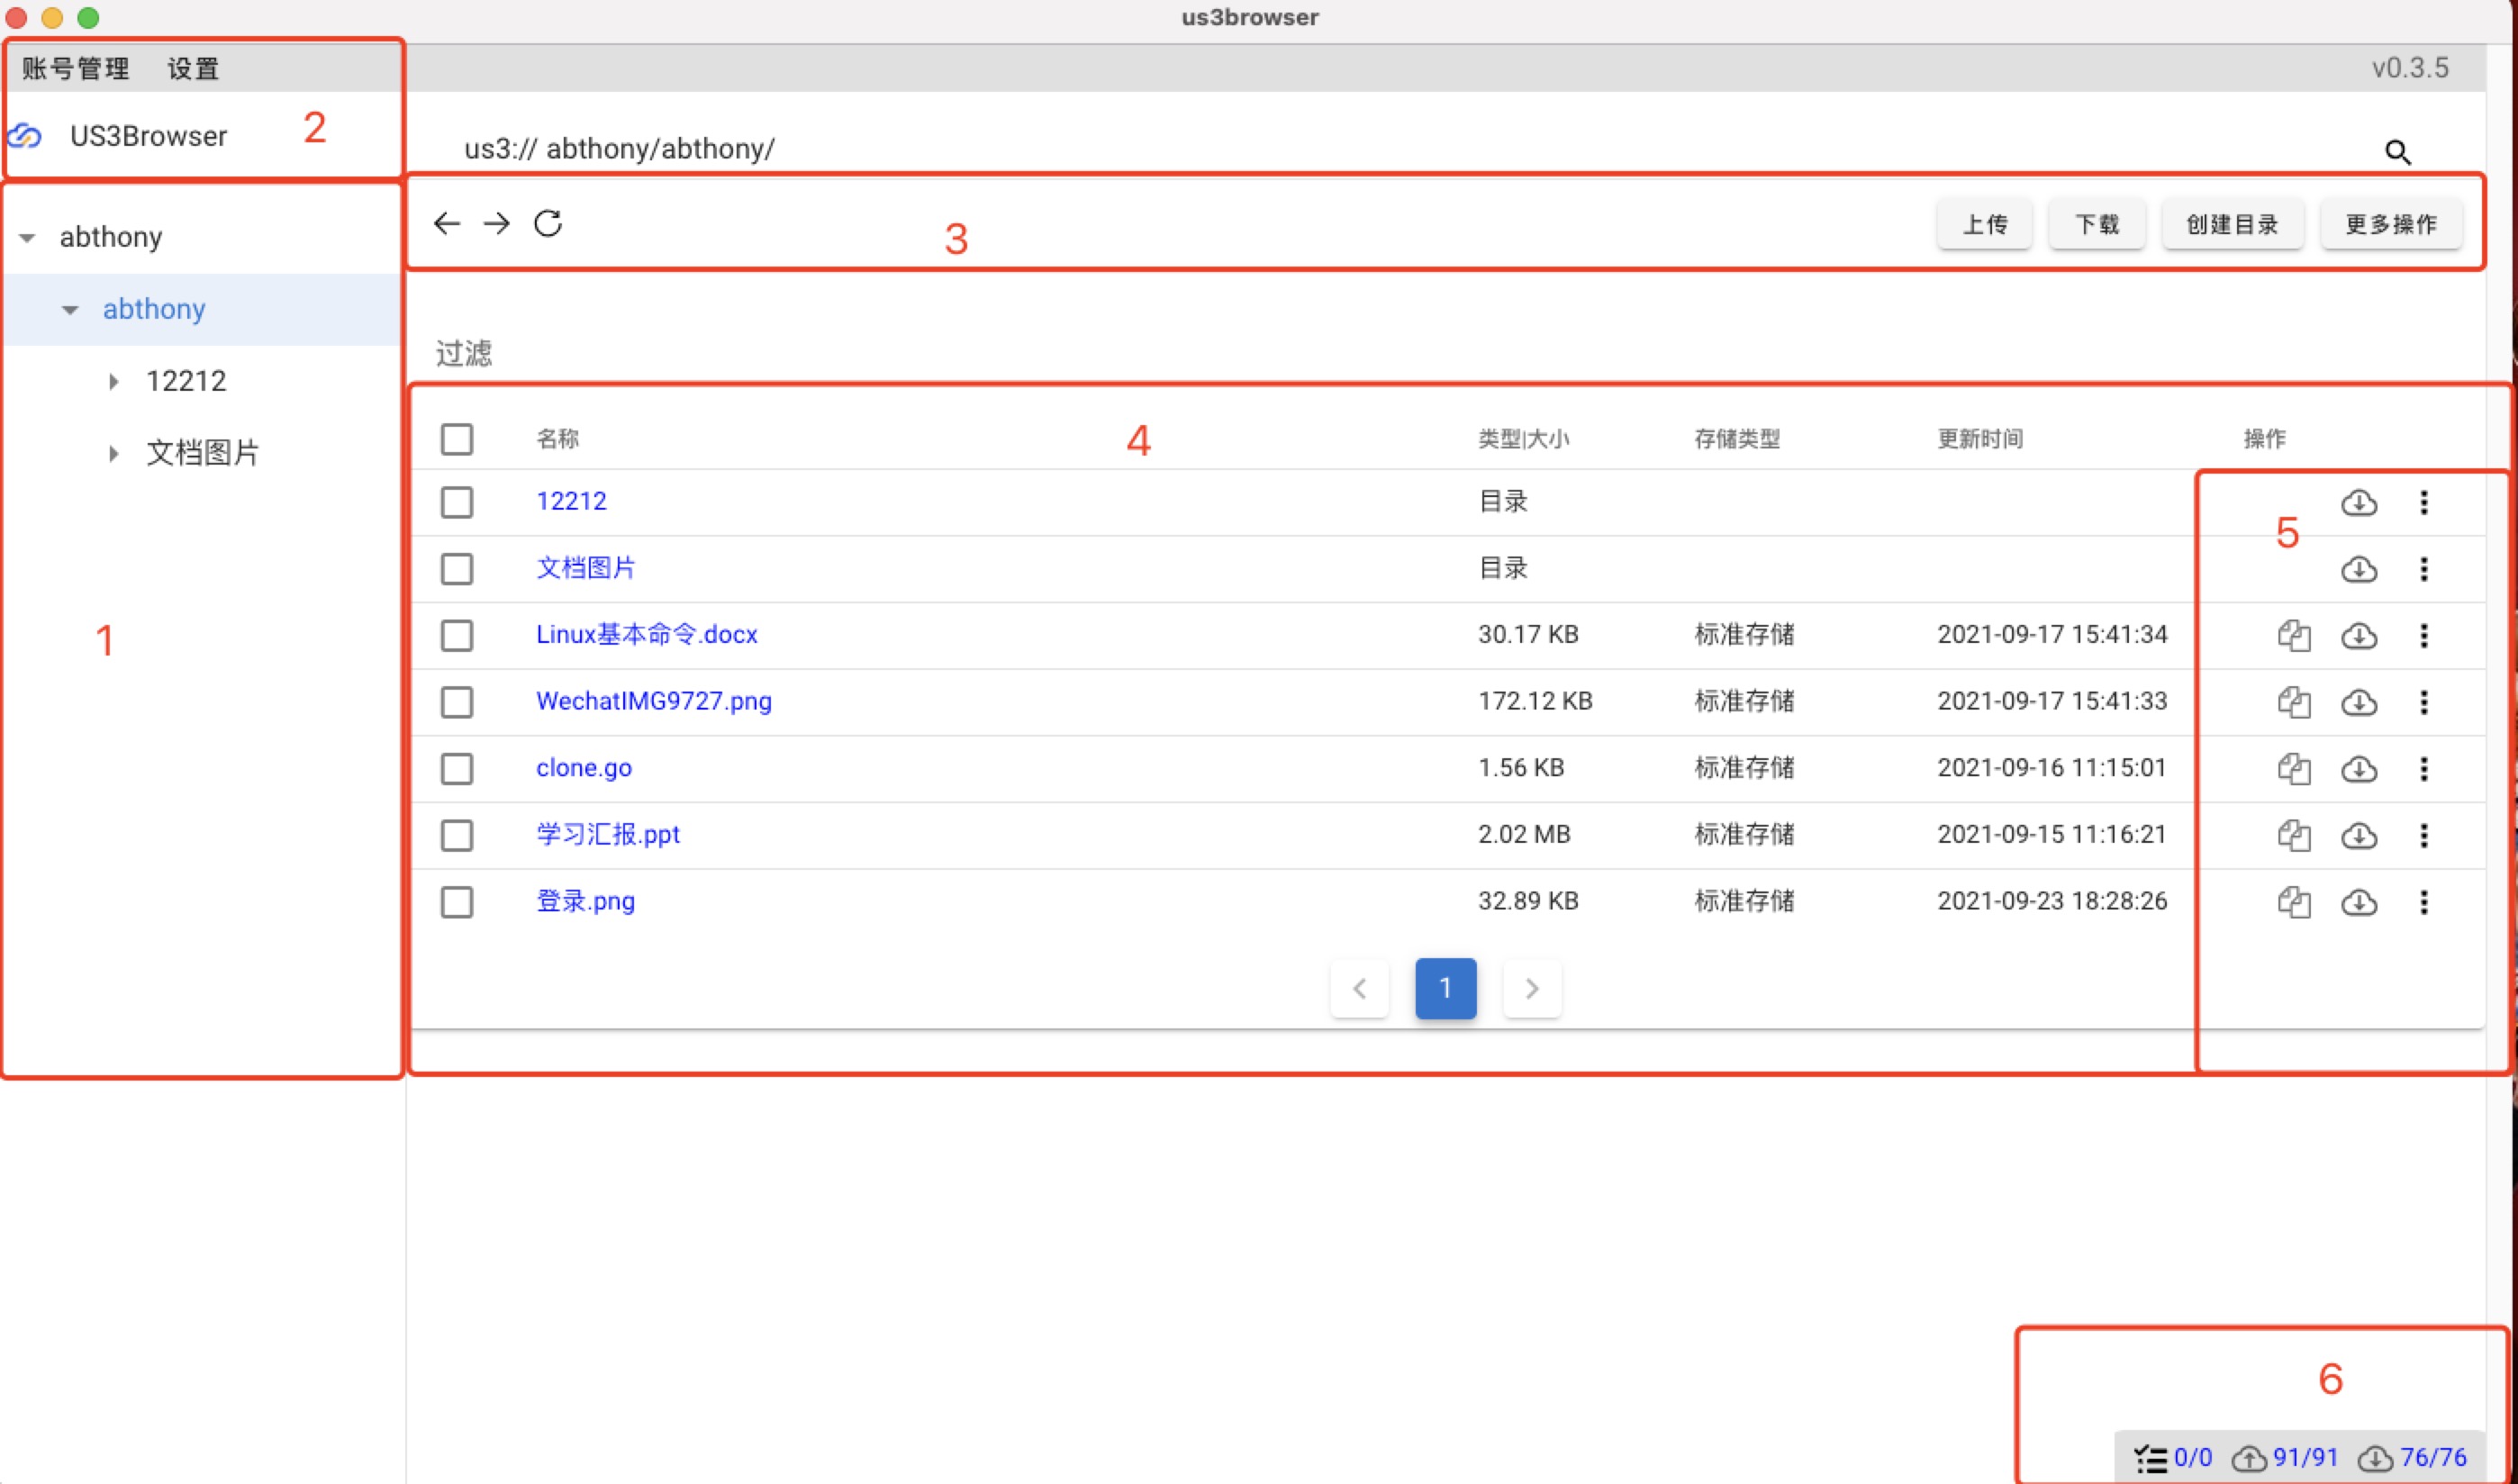 us3browser
账号管理 设置 v0.3.5
US3Browser 2
us3:// abthony/abthony/
abthony
abthony
12212
文档图片
1
3 上传 下载 创建目录 更多操作
过滤
名称 4 类型|大小 存储类型 更新时间 操作
12212 目录
5
文档图片 目录
Linux基本命令.docx 30.17 KB 标准存储 2021-09-17 15:41:34
WechatIMG9727.png 172.12 KB 标准存储 2021-09-17 15:41:33
clone.go 1.56 KB 标准存储 2021-09-16 11:15:01
学习汇报.ppt 2.02 MB 标准存储 2021-09-15 11:16:21
登录.png 32.89 KB 标准存储 2021-09-23 18:28:26
1
6
0/0 91/91 76/76